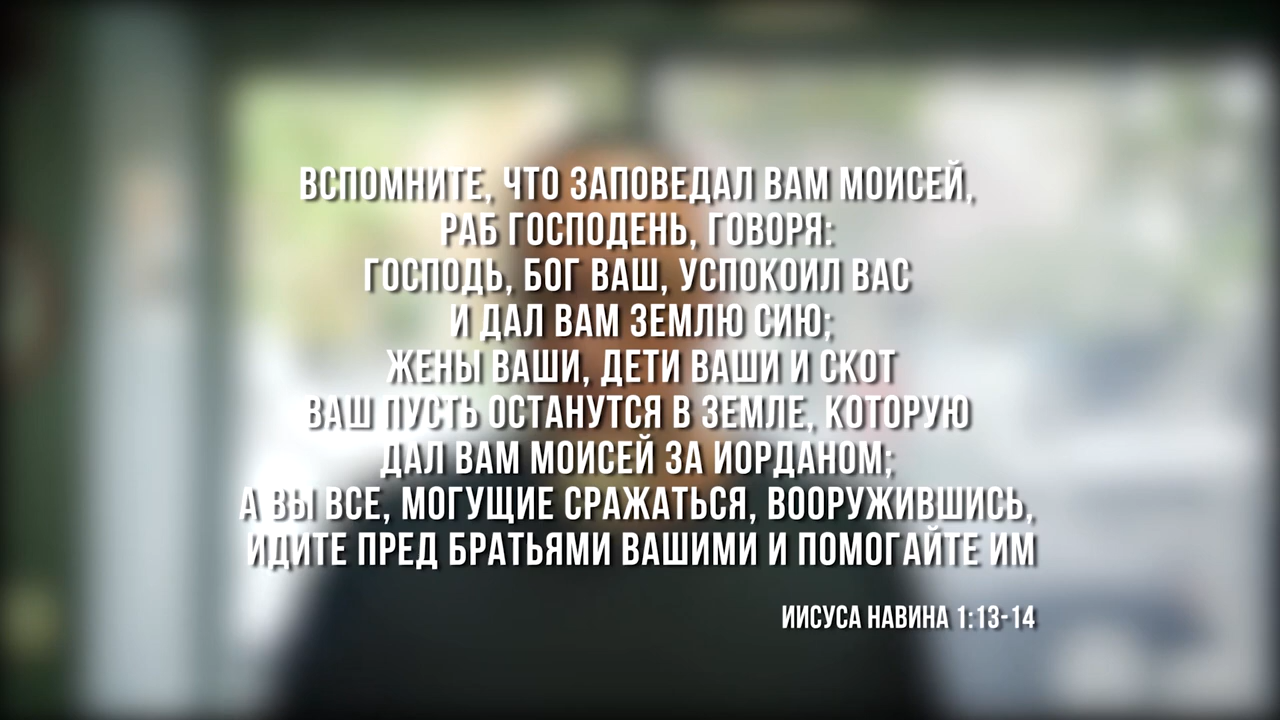 ВСПОМНИТЕ, ЧТО ЗАПОВЕДАЛ ВАМ МОИСЕЙ,
РАБ ГОСПОДЕНЬ, ГОВОРЯ:
ГОСПОДЬ, БОГ ВАШ, УСПОКОИЛ ВАС
И ДАЛ ВАМ ЗЕМЛЮ СИЮ;
ЖЕНЫ ВАШИ, ДЕТИ ВАШИ И СКОТ
ВАШ ПУСТЬ ОСТАНУТСЯ В ЗЕМЛЕ, КОТОРУЮ
ДАЛ ВАМ МОИСЕЙ ЗА ИОРДАНОМ;
А ВЫ ВСЕ, МОГУЩИЕ СРАЖАТЬСЯ, ВООРУЖИВШИСЬ,
ИДИТЕ ПРЕД БРАТЬЯМИ ВАШИМИ И ПОМОГАЙТЕ ИМ
ИИСУСА НАВИНА 1:13-14